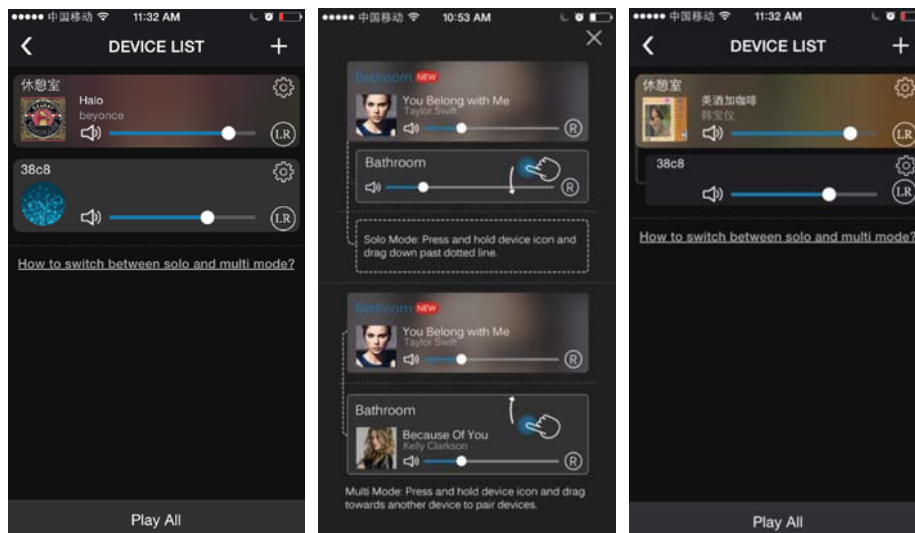 中国移动 11:32 AM
DEVICE LIST
休憩室
Halo
beyonce
LR
38c8
LR
How to switch between solo and multi mode?
Play All
中国移动 10:53 AM
Bedroom NEW
You Belong with Me
Taylor Swift
R
Bathroom
R
Solo Mode: Press and hold device icon and
drag down past dotted line.
Bedroom NEW
You Belong with Me
Taylor Swift
R
Bathroom
Because Of You
Kelly Clarkson
R
Multi Mode: Press and hold device icon and drag
towards another device to pair devices.
中国移动 11:32 AM
DEVICE LIST
休憩室
美酒加咖啡
韩宝仪
LR
38c8
LR
How to switch between solo and multi mode?
Play All